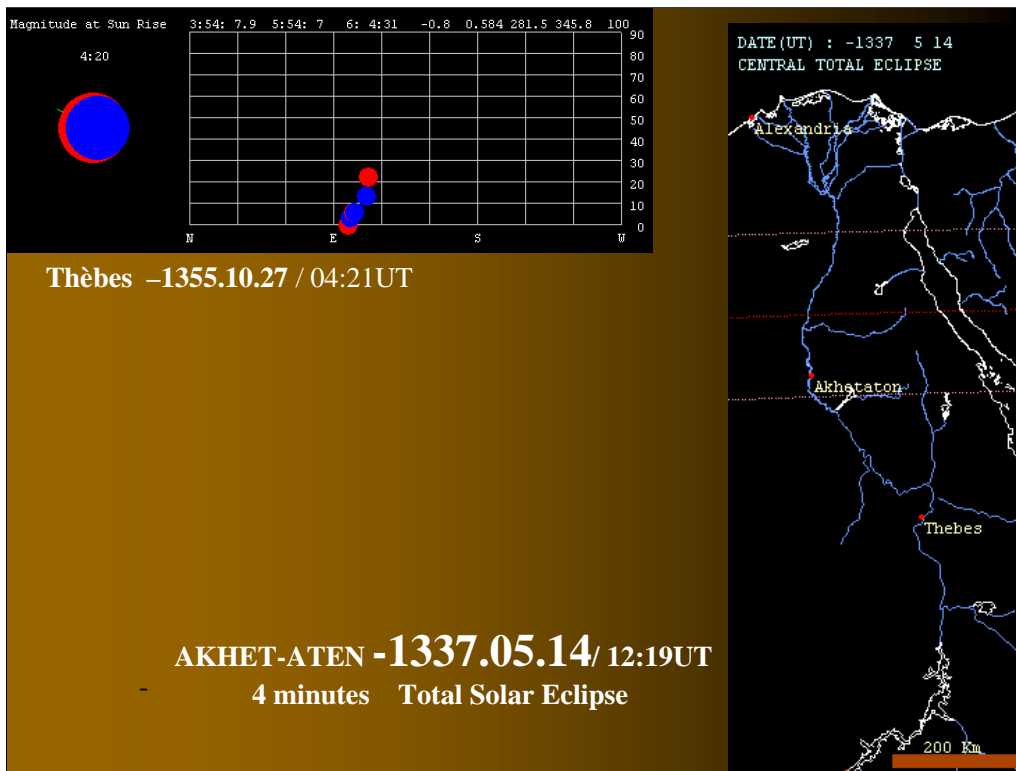 Magnitude at Sun Rise 3:54: 7.9 5:54: 7 6: 4:31 -0.8 0.584 281.5 345.8 100
4:20
90
80
70
60
50
40
30
20
10
0
N E S W
Thèbes –1355.10.27 / 04:21UT
AKHET-ATEN -1337.05.14/ 12:19UT
-
4 minutes Total Solar Eclipse
DATE(UT) : -1337 5 14
CENTRAL TOTAL ECLIPSE
Alexandria
Akhetaton
Thebes
200 Km